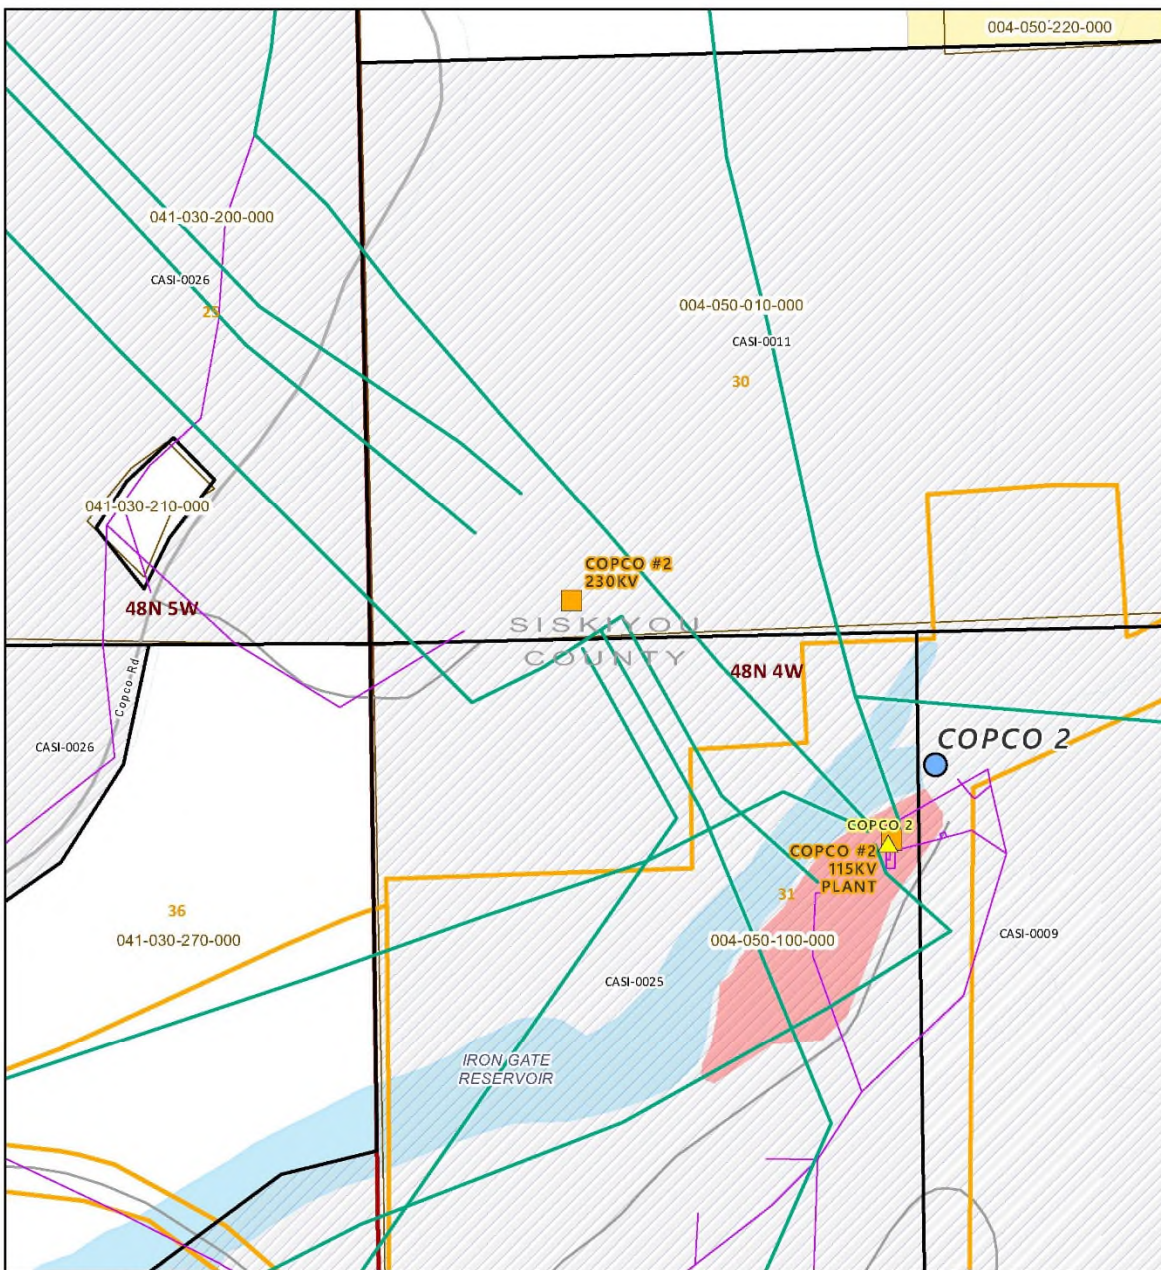 004-050-220-000
041-030-200-000
CASI-0026
25
004-050-010-000
CASI-0011
30
041-030-210-000
COPCO #2
230KV
48N 5W
SISKIYOU
COUNTY
48N 4W
Copco Rd
CASI-0026
COPCO 2
COPCO 2
COPCO #2
115KV
PLANT
31
36
041-030-270-000
004-050-100-000
CASI-0009
CASI-0025
IRON GATE
RESERVOIR